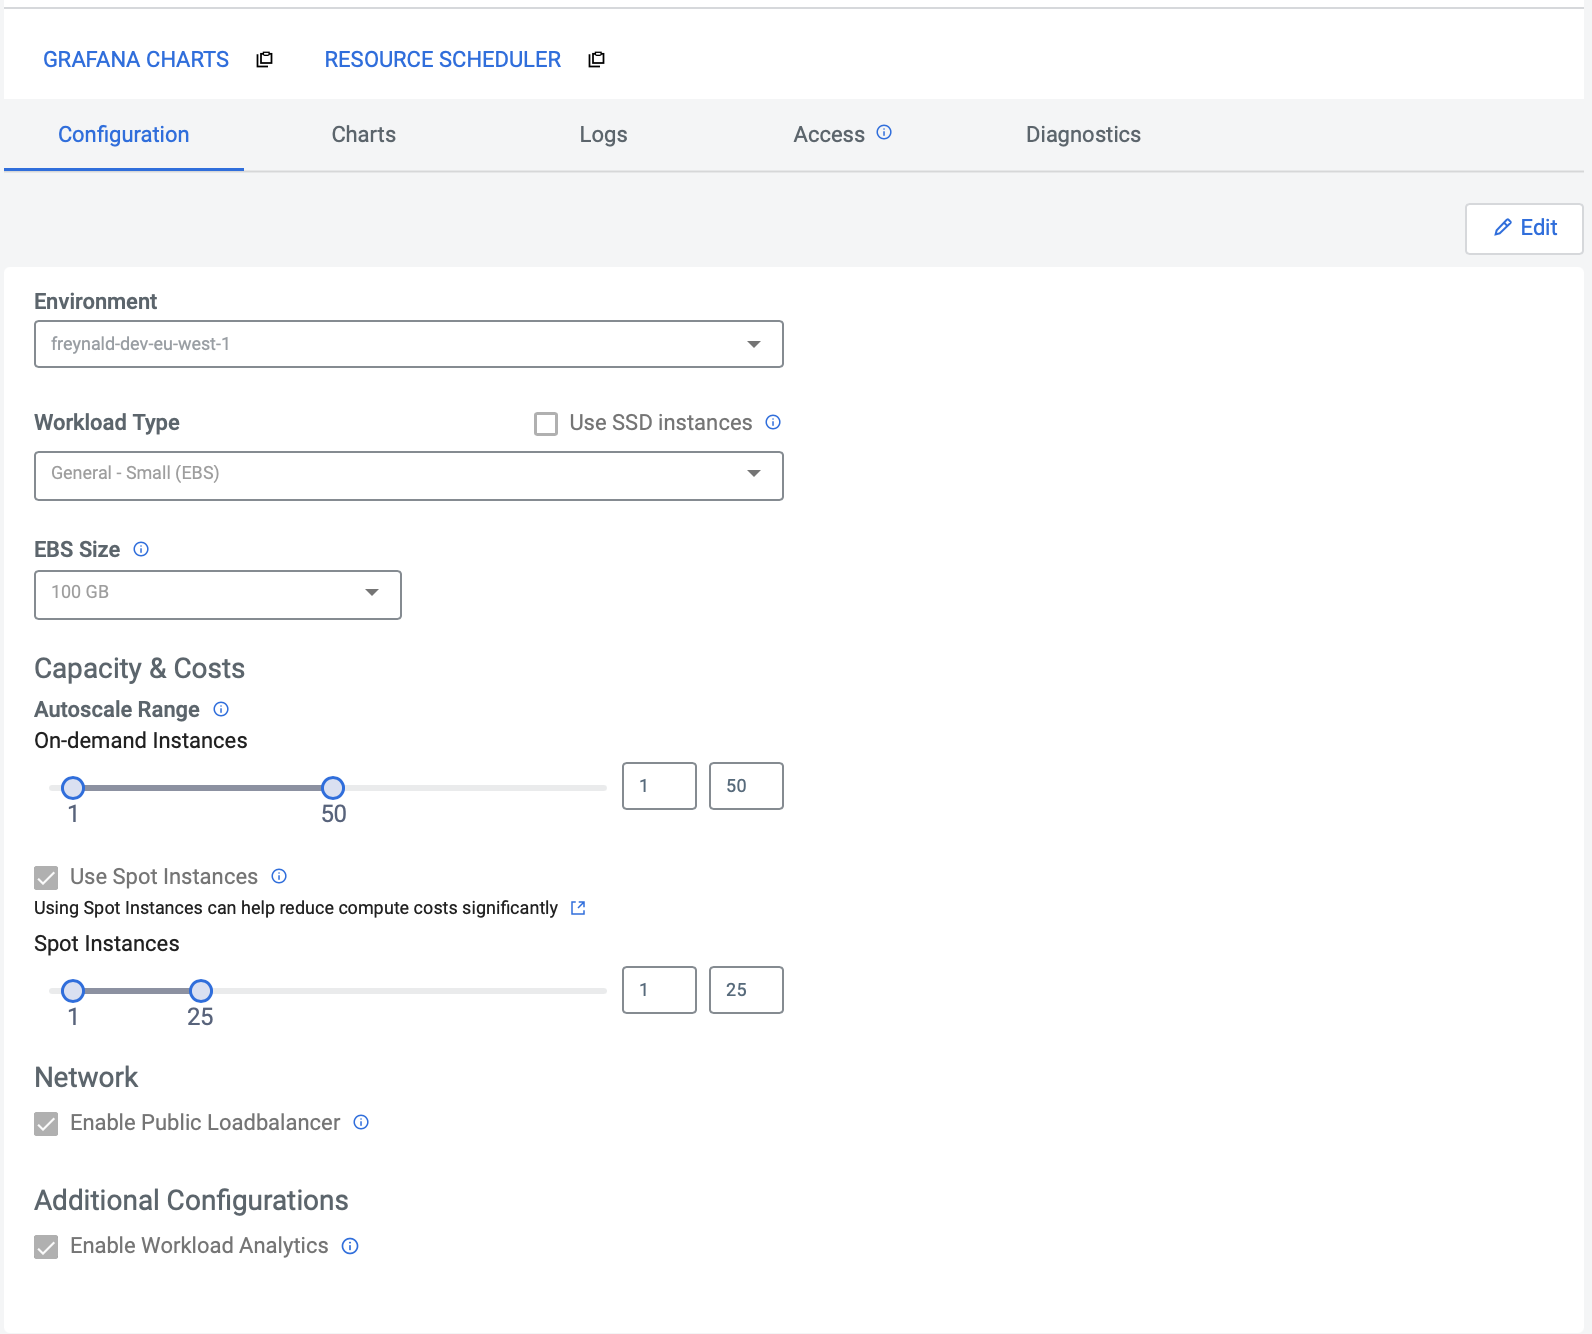 GRAFANA CHARTS RESOURCE SCHEDULER
Configuration Charts Logs Access Diagnostics
Edit
Environment
freynald-dev-eu-west-1
Workload Type Use SSD instances
General - Small (EBS)
EBS Size
100 GB
Capacity & Costs
Autoscale Range
On-demand Instances
1 50
1 50
Use Spot Instances
Using Spot Instances can help reduce compute costs significantly
Spot Instances
1 25
1 25
Network
Enable Public Loadbalancer
Additional Configurations
Enable Workload Analytics